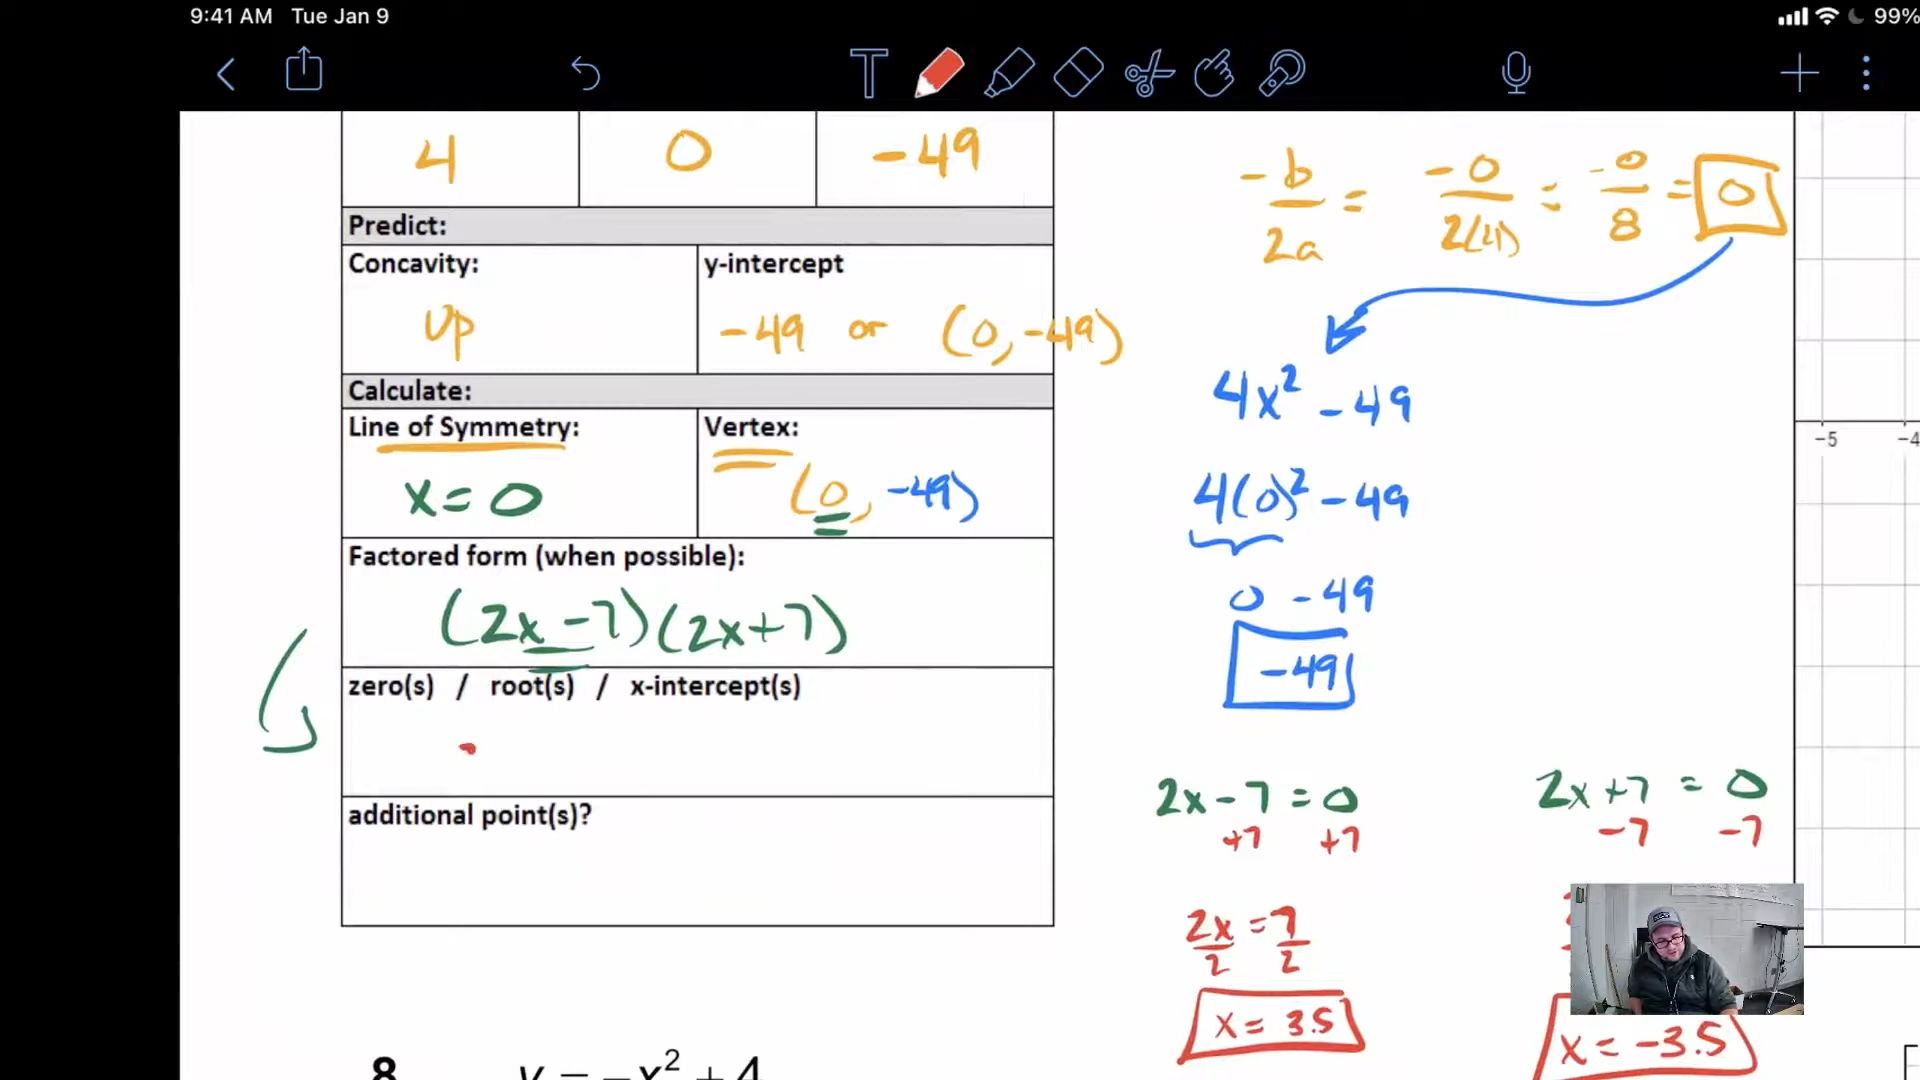 9:41 AM Tue Jan 9
99%
4 0 -49
Predict:
Concavity:
y-intercept
Up
-49 or (0, -49)
Calculate:
Line of Symmetry:
Vertex:
x = 0
(0, -49)
Factored form (when possible):
(2x - 7)(2x + 7)
zero(s) / root(s) / x-intercept(s)
additional point(s)?
8 y = -x² + 4
-b/2a = -0/2(4) = -0/8 = 0
4x² - 49
4(0)² - 49
0 - 49
-49
2x - 7 = 0
+7 +7
2x/2 = 7/2
x = 3.5
2x + 7 = 0
-7 -7
x = -3.5
-5 -4